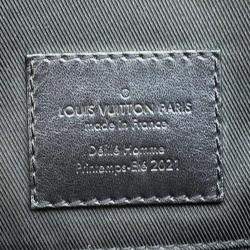 LOUIS VUITTON PARIS
made in France
Défilé Homme
Printemps-Été 2021